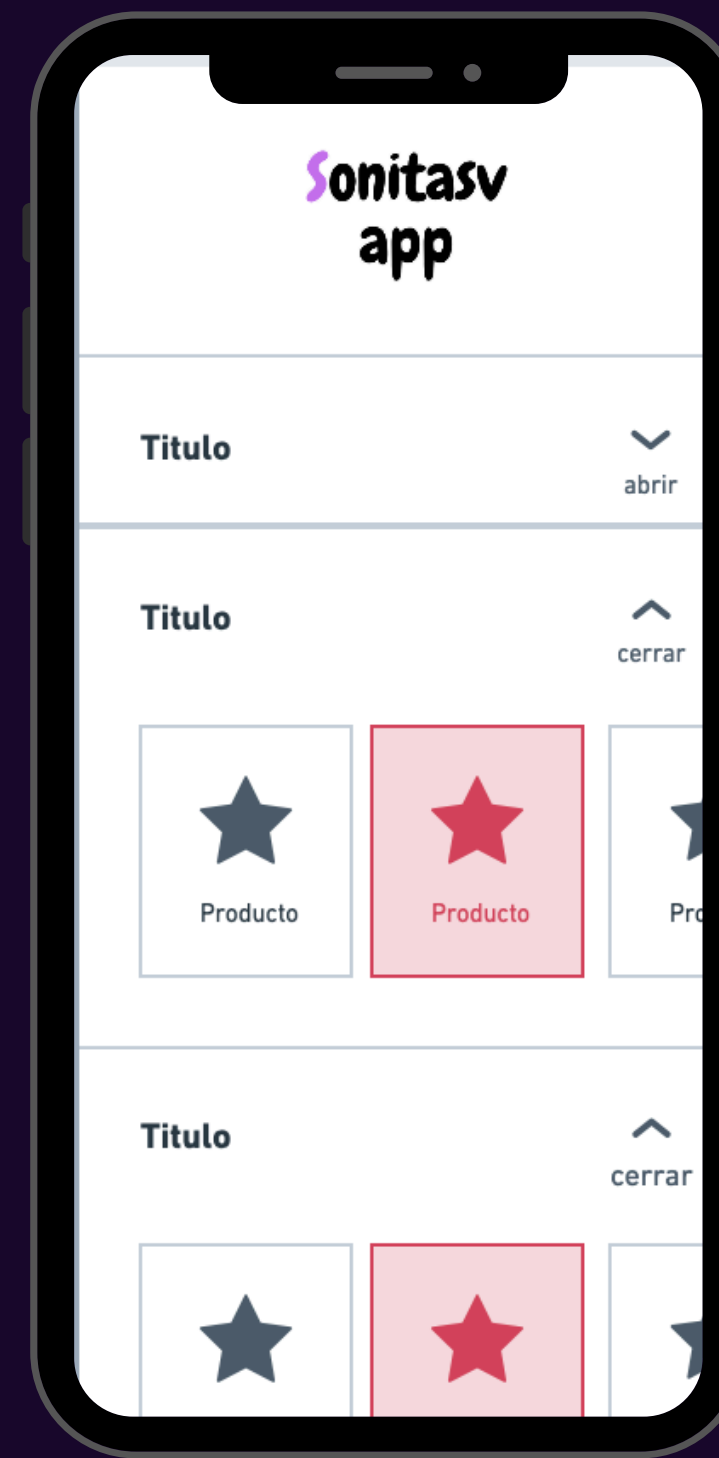 Sonitasv
app
Titulo
abrir
Titulo
cerrar
Producto
Producto
Titulo
cerrar